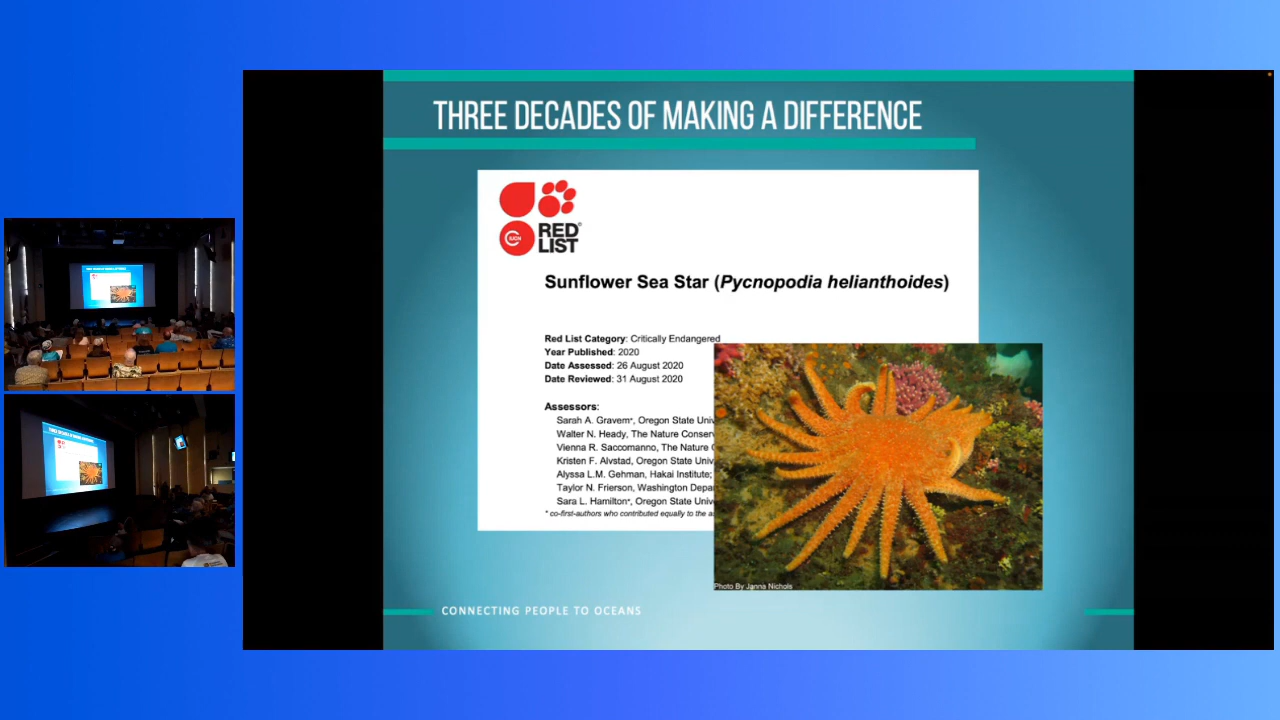 THREE DECADES OF MAKING A DIFFERENCE
IUCN
RED
LIST
Sunflower Sea Star (Pycnopodia helianthoides)
Red List Category: Critically Endangered
Year Published: 2020
Date Assessed: 26 August 2020
Date Reviewed: 31 August 2020
Assessors:
Sarah A. Gravem*, Oregon State Univ
Walter N. Heady, The Nature Conserv
Vienna R. Saccomanno, The Nature C
Kristen F. Alvstad, Oregon State Univ
Alyssa L.M. Gehman, Hakai Institute;
Taylor N. Frierson, Washington Depar
Sara L. Hamilton*, Oregon State Univ
* co-first-authors who contributed equally to the as
Photo By Janna Nichols
CONNECTING PEOPLE TO OCEANS